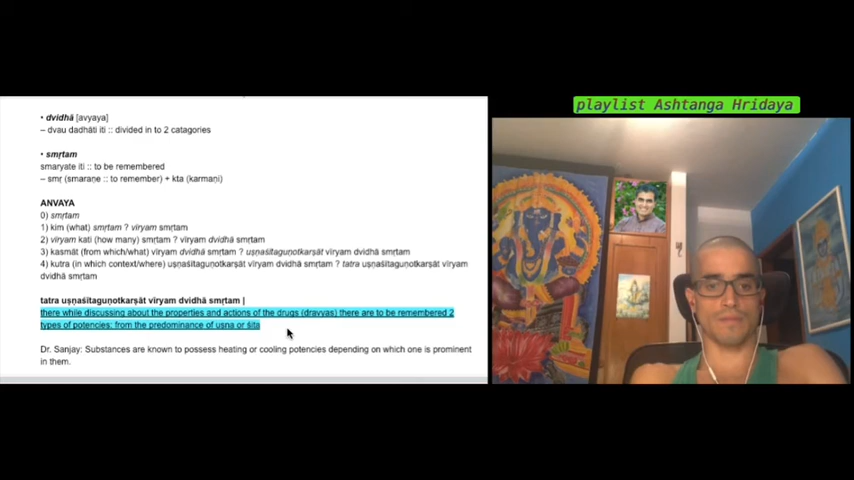 playlist Ashtanga Hridaya
• dvidhā [avyaya]
– dvau dadhāti iti :: divided in to 2 catagories
• smṛtam
smaryate iti :: to be remembered
– smṛ (smaraṇe :: to remember) + kta (karmaṇi)
ANVAYA
0) smṛtam
1) kim (what) smṛtam ? vīryam smṛtam
2) vīryam kati (how many) smṛtam ? vīryam dvidhā smṛtam
3) kasmāt (from which/what) vīryam dvidhā smṛtam ? uṣṇaśītaguṇotkarṣāt vīryam dvidhā smṛtam
4) kutra (in which context/where) uṣṇaśītaguṇotkarṣāt vīryam dvidhā smṛtam ? tatra uṣṇaśītaguṇotkarṣāt vīryam
dvidhā smṛtam
tatra uṣṇaśītaguṇotkarṣāt vīryam dvidhā smṛtam |
there while discussing about the properties and actions of the drugs (dravyas) there are to be remembered 2
types of potencies: from the predominance of uṣṇa or śīta
Dr. Sanjay: Substances are known to possess heating or cooling potencies depending on which one is prominent
in them.